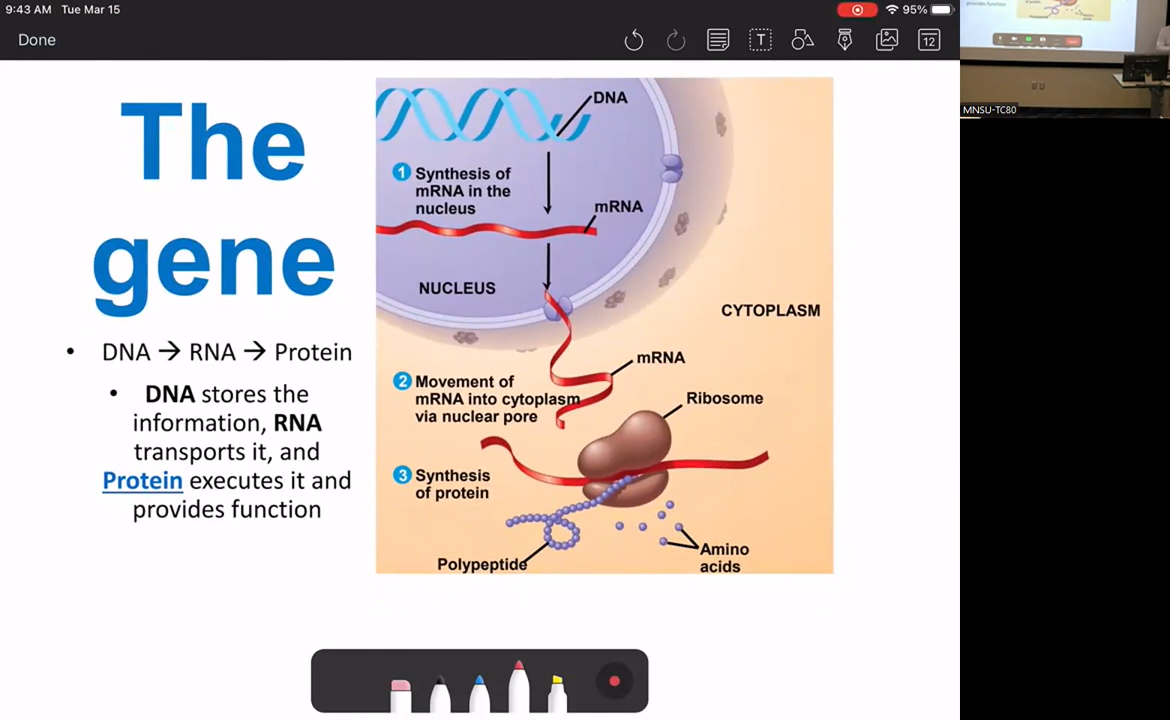 9:43 AM Tue Mar 15
95%
Done
12
provides function
MNSU-TC80
The
gene
• DNA → RNA → Protein
• DNA stores the
information, RNA
transports it, and
Protein executes it and
provides function
DNA
1 Synthesis of
mRNA in the
nucleus
mRNA
NUCLEUS
CYTOPLASM
mRNA
2 Movement of
mRNA into cytoplasm
via nuclear pore
Ribosome
3 Synthesis
of protein
Polypeptide
Amino
acids